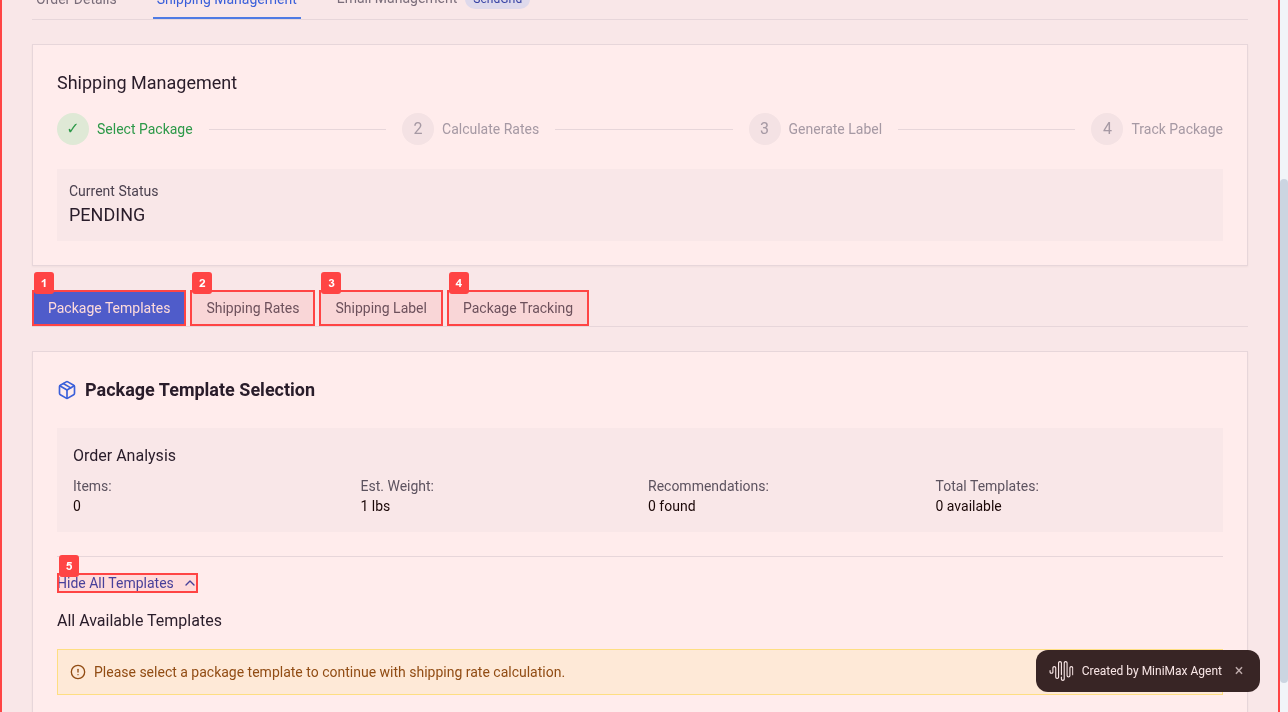 Order Details Shipping Management Email Management SendGrid
Shipping Management
✓ Select Package 2 Calculate Rates 3 Generate Label 4 Track Package
Current Status
PENDING
1 2 3 4
Package Templates Shipping Rates Shipping Label Package Tracking
Package Template Selection
Order Analysis
Items: Est. Weight: Recommendations: Total Templates:
0 1 lbs 0 found 0 available
5
Hide All Templates
All Available Templates
Please select a package template to continue with shipping rate calculation.
Created by MiniMax Agent ×